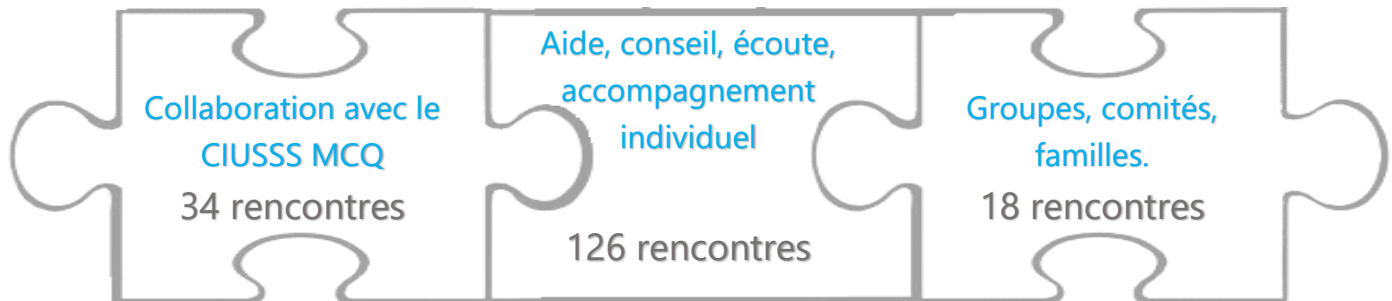 Collaboration avec le
CIUSSS MCQ
34 rencontres
Aide, conseil, écoute,
accompagnement
individuel
126 rencontres
Groupes, comités,
familles.
18 rencontres